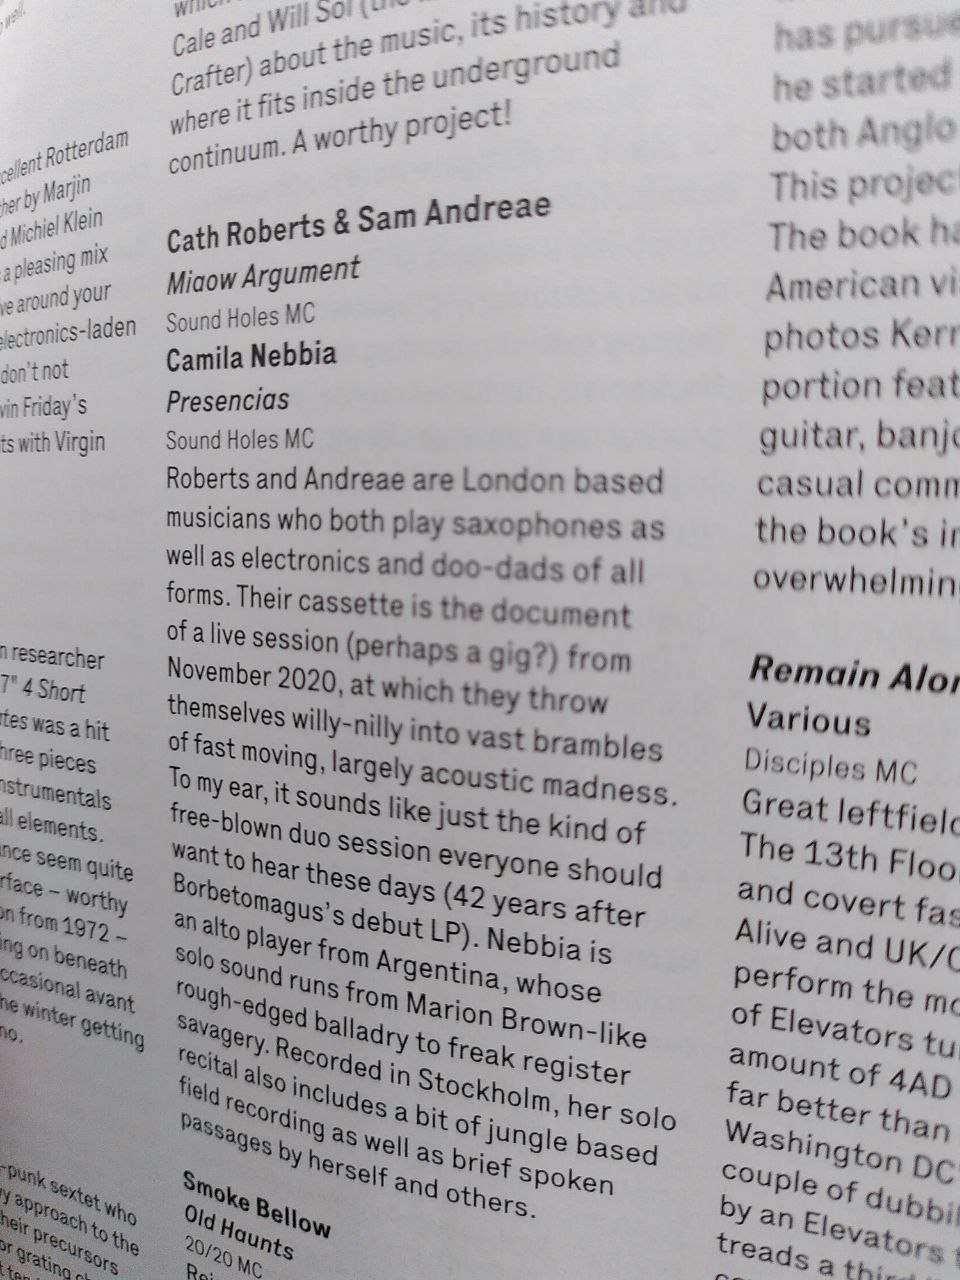 well.
cellent Rotterdam
her by Marjin
d Michiel Klein
a pleasing mix
ve around your
electronics-laden
don't not
vin Friday's
ts with Virgin
n researcher
7" 4 Short
tes was a hit
hree pieces
nstrumentals
all elements.
nce seem quite
rface – worthy
on from 1972 –
ing on beneath
ccasional avant
he winter getting
no.
-punk sextet who
y approach to the
heir precursors
or grating
Cale and Will Sol
Crafter) about the music, its history and
where it fits inside the underground
continuum. A worthy project!
Cath Roberts & Sam Andreae
Miaow Argument
Sound Holes MC
Camila Nebbia
Presencias
Sound Holes MC
Roberts and Andreae are London based
musicians who both play saxophones as
well as electronics and doo-dads of all
forms. Their cassette is the document
of a live session (perhaps a gig?) from
November 2020, at which they throw
themselves willy-nilly into vast brambles
of fast moving, largely acoustic madness.
To my ear, it sounds like just the kind of
free-blown duo session everyone should
want to hear these days (42 years after
Borbetomagus's debut LP). Nebbia is
an alto player from Argentina, whose
solo sound runs from Marion Brown-like
rough-edged balladry to freak register
savagery. Recorded in Stockholm, her solo
recital also includes a bit of jungle based
field recording as well as brief spoken
passages by herself and others.
Smoke Bellow
Old Haunts
20/20 MC
has pursue
he started
both Anglo
This projec
The book ha
American vi
photos Kerr
portion feat
guitar, banjo
casual comm
the book's in
overwhelming
Remain Alon
Various
Disciples MC
Great leftfield
The 13th Floo
and covert fas
Alive and UK/
perform the mo
of Elevators tu
amount of 4AD
far better than
Washington DC
couple of dubbi
by an Elevators
treads a thir